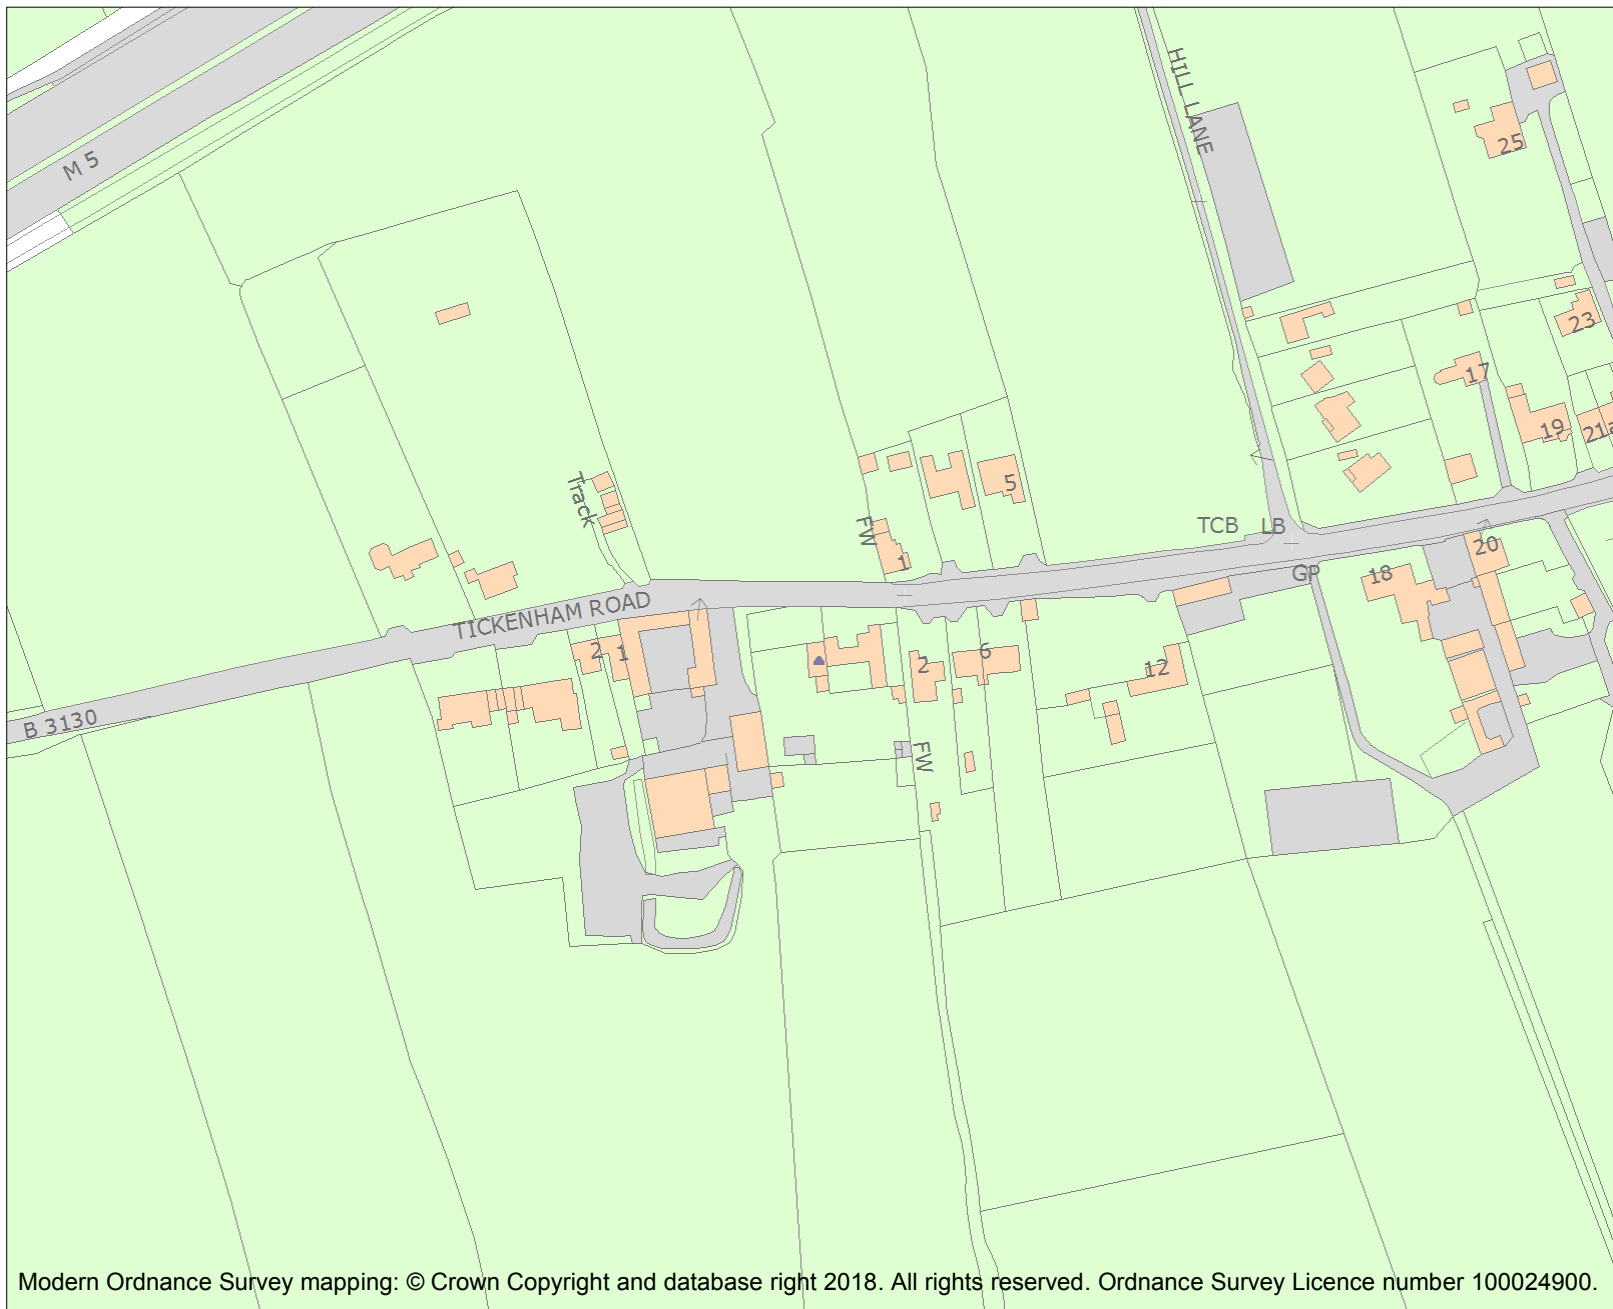 HILL LANE
M 5
25
23
17
19
5
Track
TCB LB
FW
1
20
GP
18
TICKENHAM ROAD
2 1
2
6
12
B 3130
FW
Modern Ordnance Survey mapping: © Crown Copyright and database right 2018. All rights reserved. Ordnance Survey Licence number 100024900.